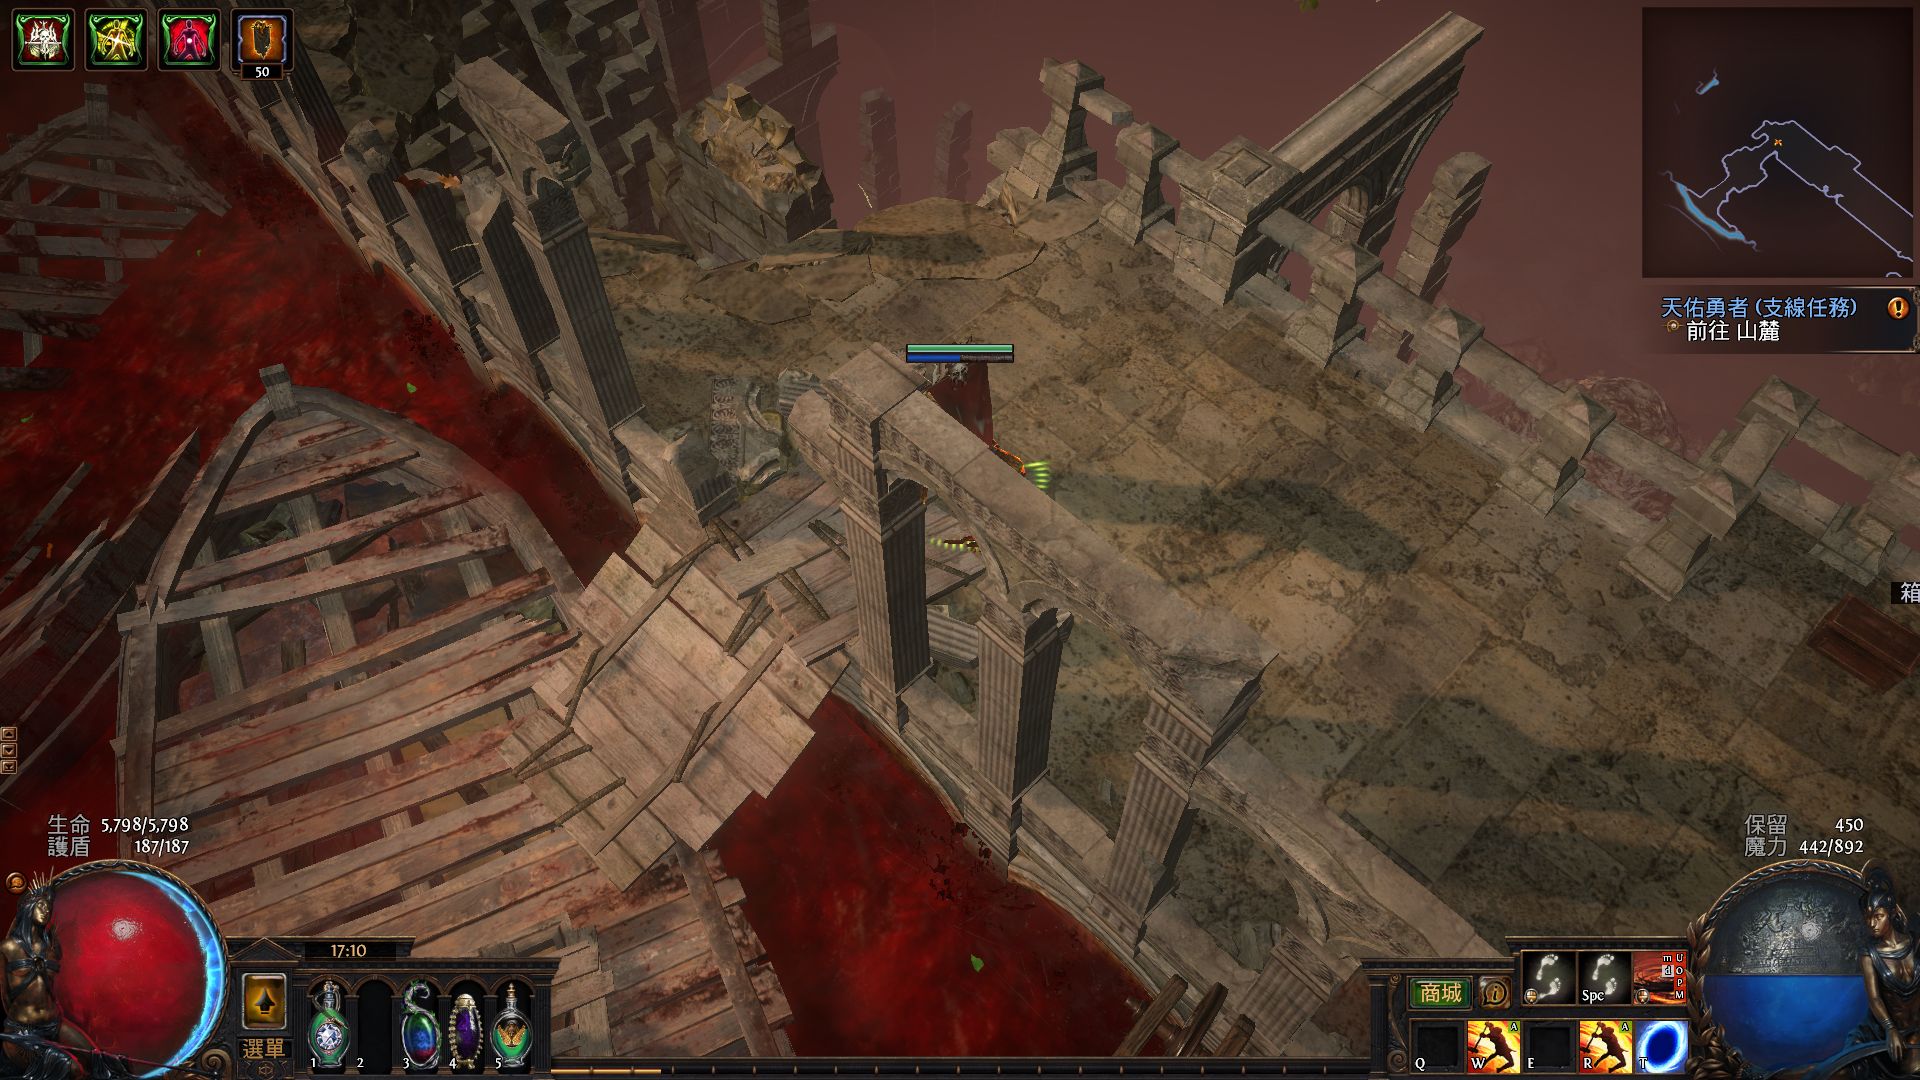 50
天佑勇者 (支線任務)
前往 山麓
箱
生命 5,798/5,798
護盾 187/187
保留 450
魔力 442/892
17:10
選單
1
2
3
4
5
商城
Spc
m U
d O
P
M
Q
W
A
E
R
A
T